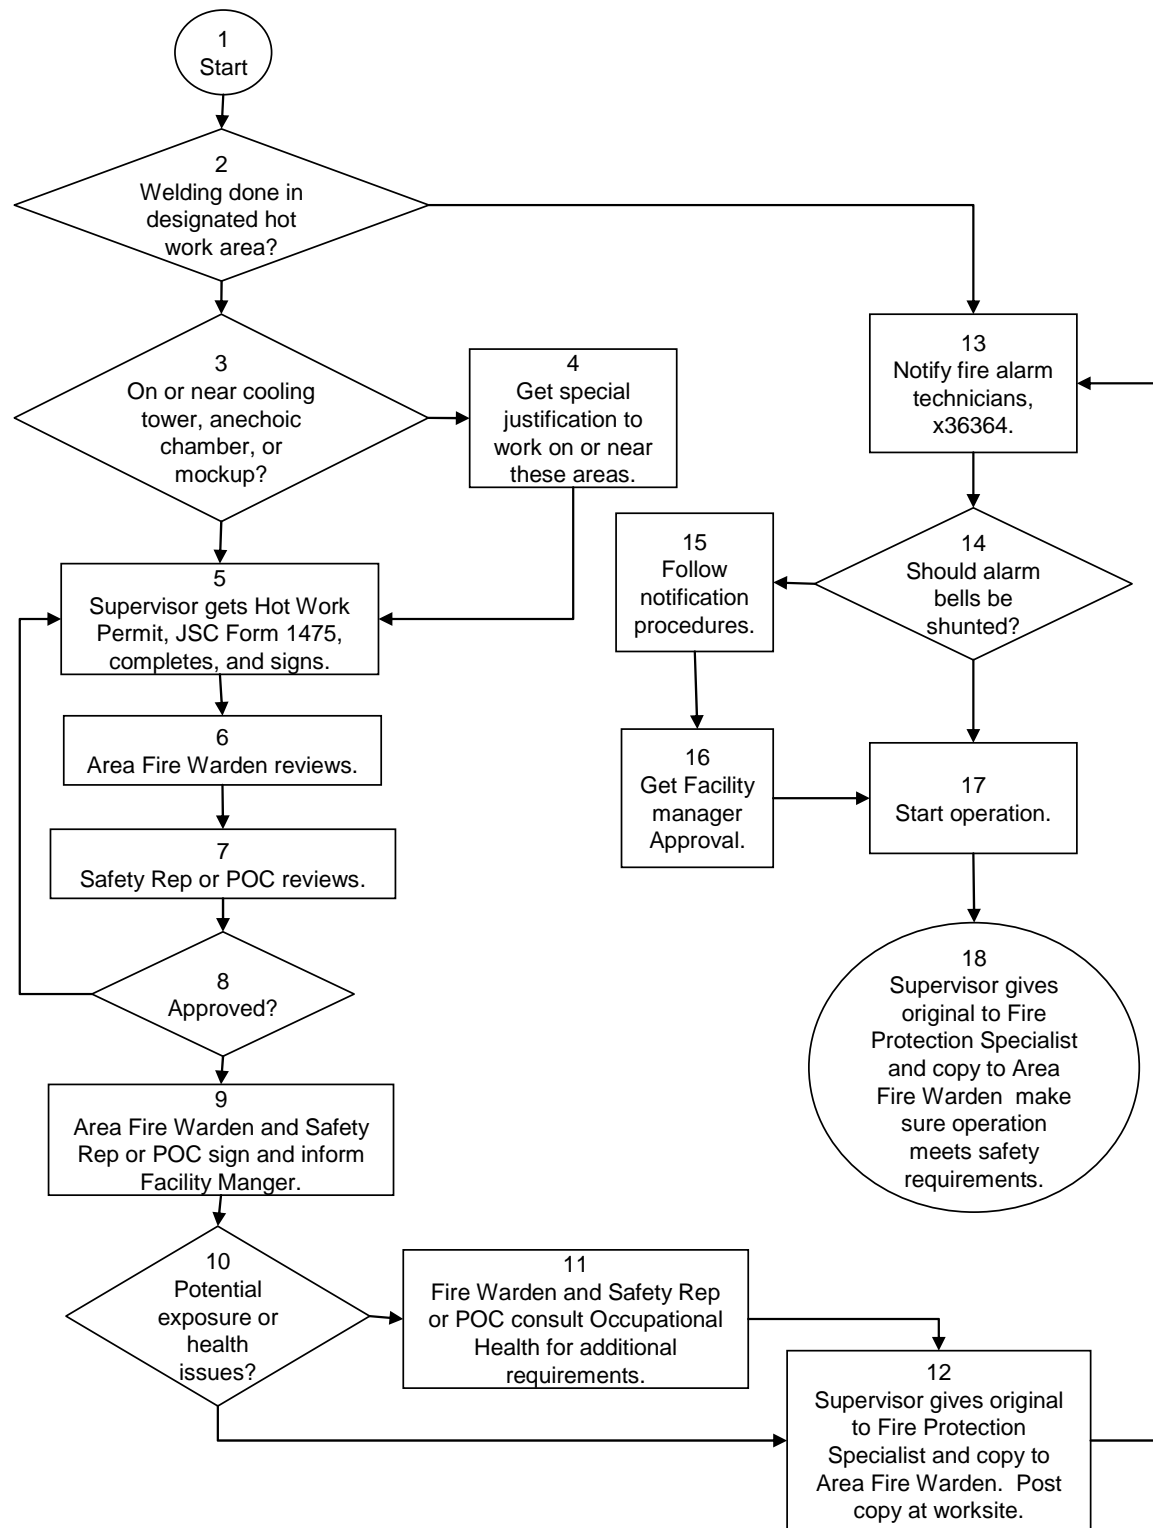 1
Start
2
Welding done in
designated hot
work area?
3
On or near cooling
tower, anechoic
chamber, or
mockup?
4
Get special
justification to
work on or near
these areas.
5
Supervisor gets Hot Work
Permit, JSC Form 1475,
completes, and signs.
6
Area Fire Warden reviews.
7
Safety Rep or POC reviews.
8
Approved?
9
Area Fire Warden and Safety
Rep or POC sign and inform
Facility Manger.
10
Potential
exposure or
health
issues?
11
Fire Warden and Safety Rep
or POC consult Occupational
Health for additional
requirements.
12
Supervisor gives original
to Fire Protection
Specialist and copy to
Area Fire Warden.  Post
copy at worksite.
13
Notify fire alarm
technicians,
x36364.
14
Should alarm
bells be
shunted?
15
Follow
notification
procedures.
16
Get Facility
manager
Approval.
17
Start operation.
18
Supervisor gives
original to Fire
Protection Specialist
and copy to Area
Fire Warden  make
sure operation
meets safety
requirements.